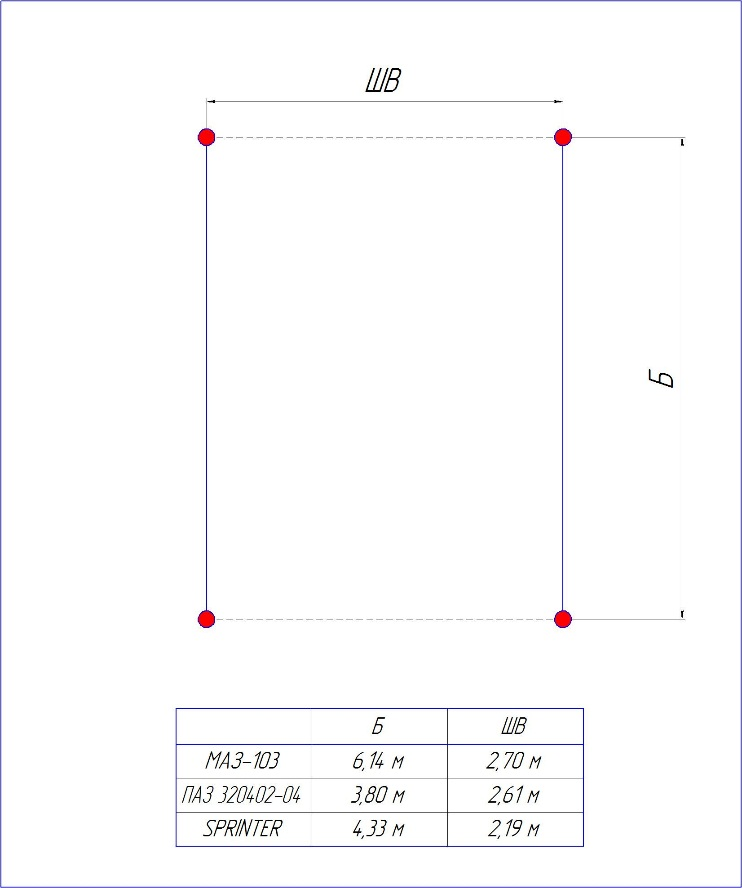 ШВ
Б
Б ШВ
МАЗ-103 6,14 м 2,70 м
ПАЗ 320402-04 3,80 м 2,61 м
SPRINTER 4,33 м 2,19 м